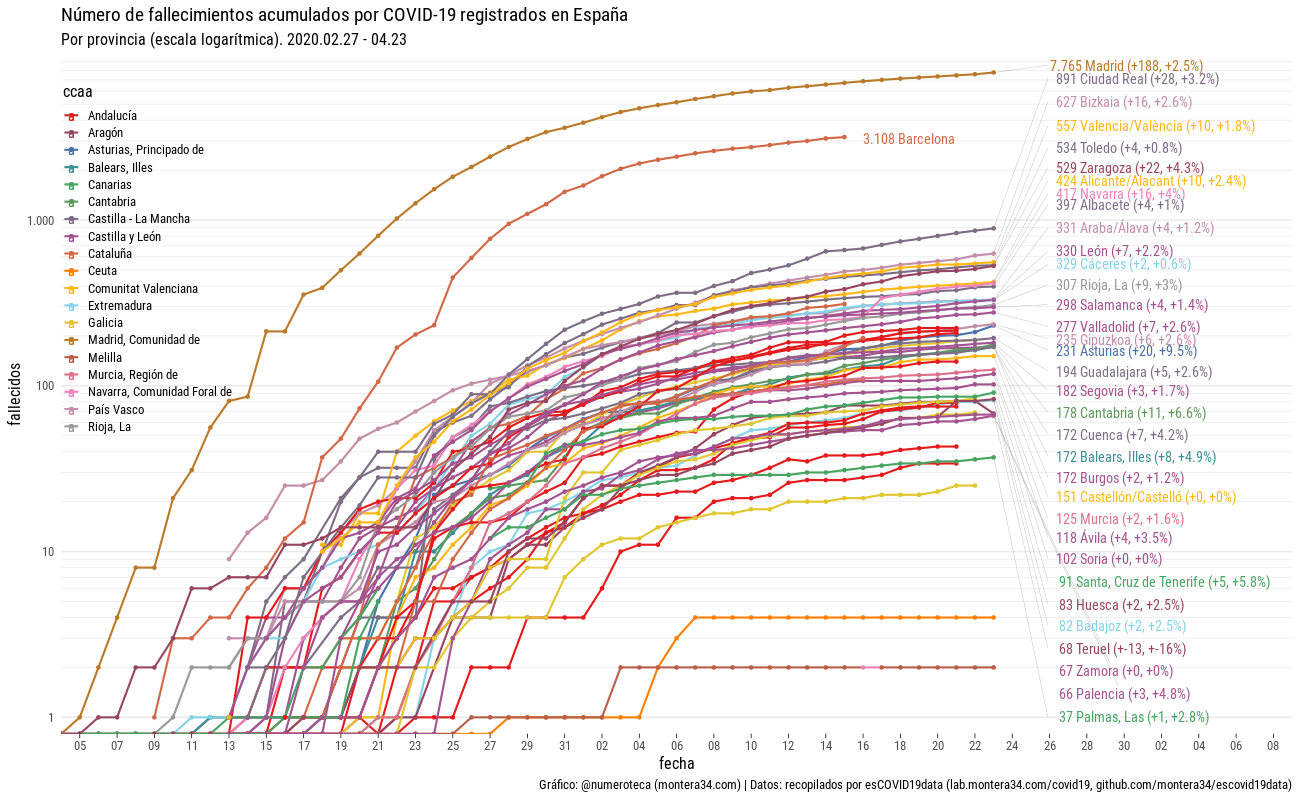 Número de fallecimientos acumulados por COVID-19 registrados en España
Por provincia (escala logarítmica). 2020.02.27 - 04.23
ccaa
Andalucía
Aragón
Asturias, Principado de
Balears, Illes
Canarias
Cantabria
Castilla - La Mancha
Castilla y León
Cataluña
Ceuta
Comunitat Valenciana
Extremadura
Galicia
Madrid, Comunidad de
Melilla
Murcia, Región de
Navarra, Comunidad Foral de
País Vasco
Rioja, La
fallecidos
1.000
100
10
1
3.108 Barcelona
7.765 Madrid (+188, +2.5%)
891 Ciudad Real (+28, +3.2%)
627 Bizkaia (+16, +2.6%)
557 Valencia/València (+10, +1.8%)
534 Toledo (+4, +0.8%)
529 Zaragoza (+22, +4.3%)
424 Alicante/Alacant (+10, +2.4%)
417 Navarra (+16, +4%)
397 Albacete (+4, +1%)
331 Araba/Álava (+4, +1.2%)
330 León (+7, +2.2%)
329 Cáceres (+2, +0.6%)
307 Rioja, La (+9, +3%)
298 Salamanca (+4, +1.4%)
277 Valladolid (+7, +2.6%)
235 Gipuzkoa (+6, +2.6%)
231 Asturias (+20, +9.5%)
194 Guadalajara (+5, +2.6%)
182 Segovia (+3, +1.7%)
178 Cantabria (+11, +6.6%)
172 Cuenca (+7, +4.2%)
172 Balears, Illes (+8, +4.9%)
172 Burgos (+2, +1.2%)
151 Castellón/Castelló (+0, +0%)
125 Murcia (+2, +1.6%)
118 Ávila (+4, +3.5%)
102 Soria (+0, +0%)
91 Santa, Cruz de Tenerife (+5, +5.8%)
83 Huesca (+2, +2.5%)
82 Badajoz (+2, +2.5%)
68 Teruel (+-13, +-16%)
67 Zamora (+0, +0%)
66 Palencia (+3, +4.8%)
37 Palmas, Las (+1, +2.8%)
05 07 09 11 13 15 17 19 21 23 25 27 29 31 02 04 06 08 10 12 14 16 18 20 22 24 26 28 30 02 04 06 08
fecha
Gráfico: @numeroteca (montera34.com) | Datos: recopilados por esCOVID19data (lab.montera34.com/covid19, github.com/montera34/escovid19data)